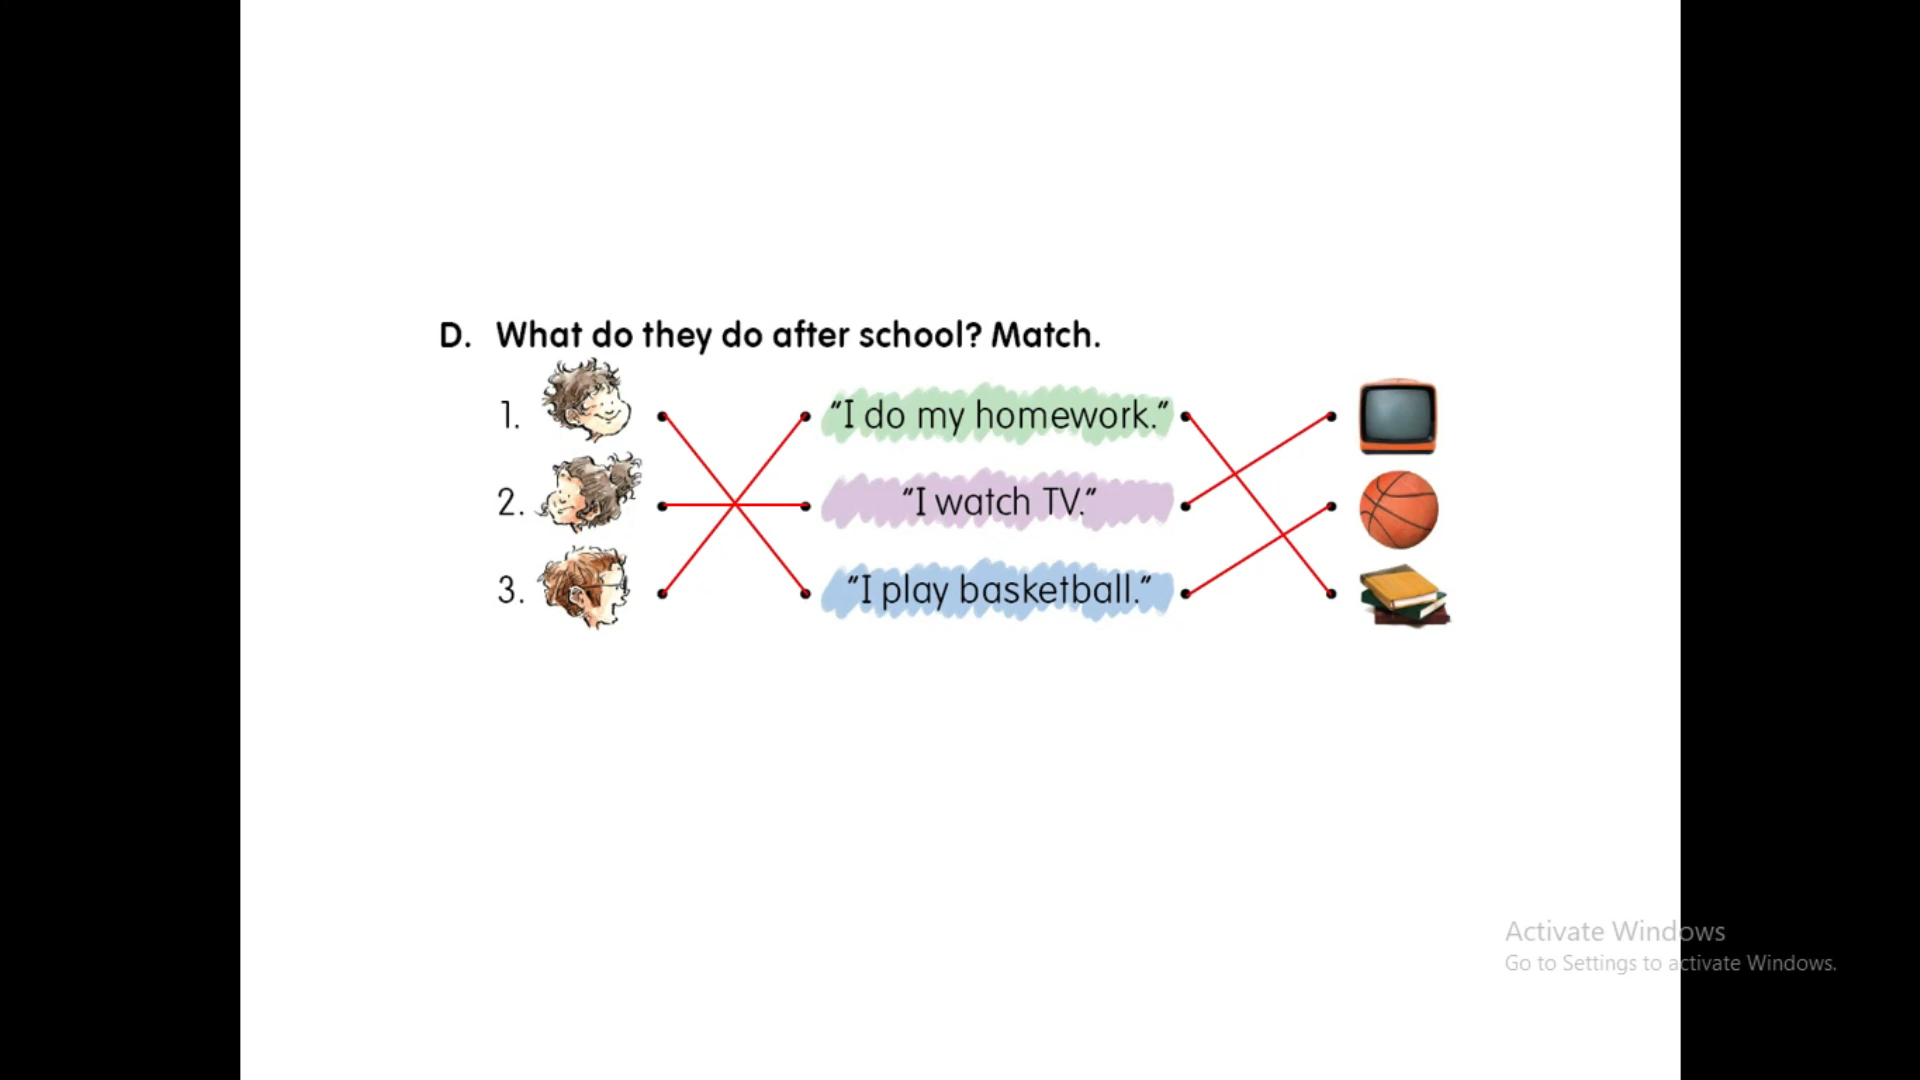 D. What do they do after school? Match.
1. "I do my homework."
2. "I watch TV."
3. "I play basketball."
Activate Windows
Go to Settings to activate Windows.